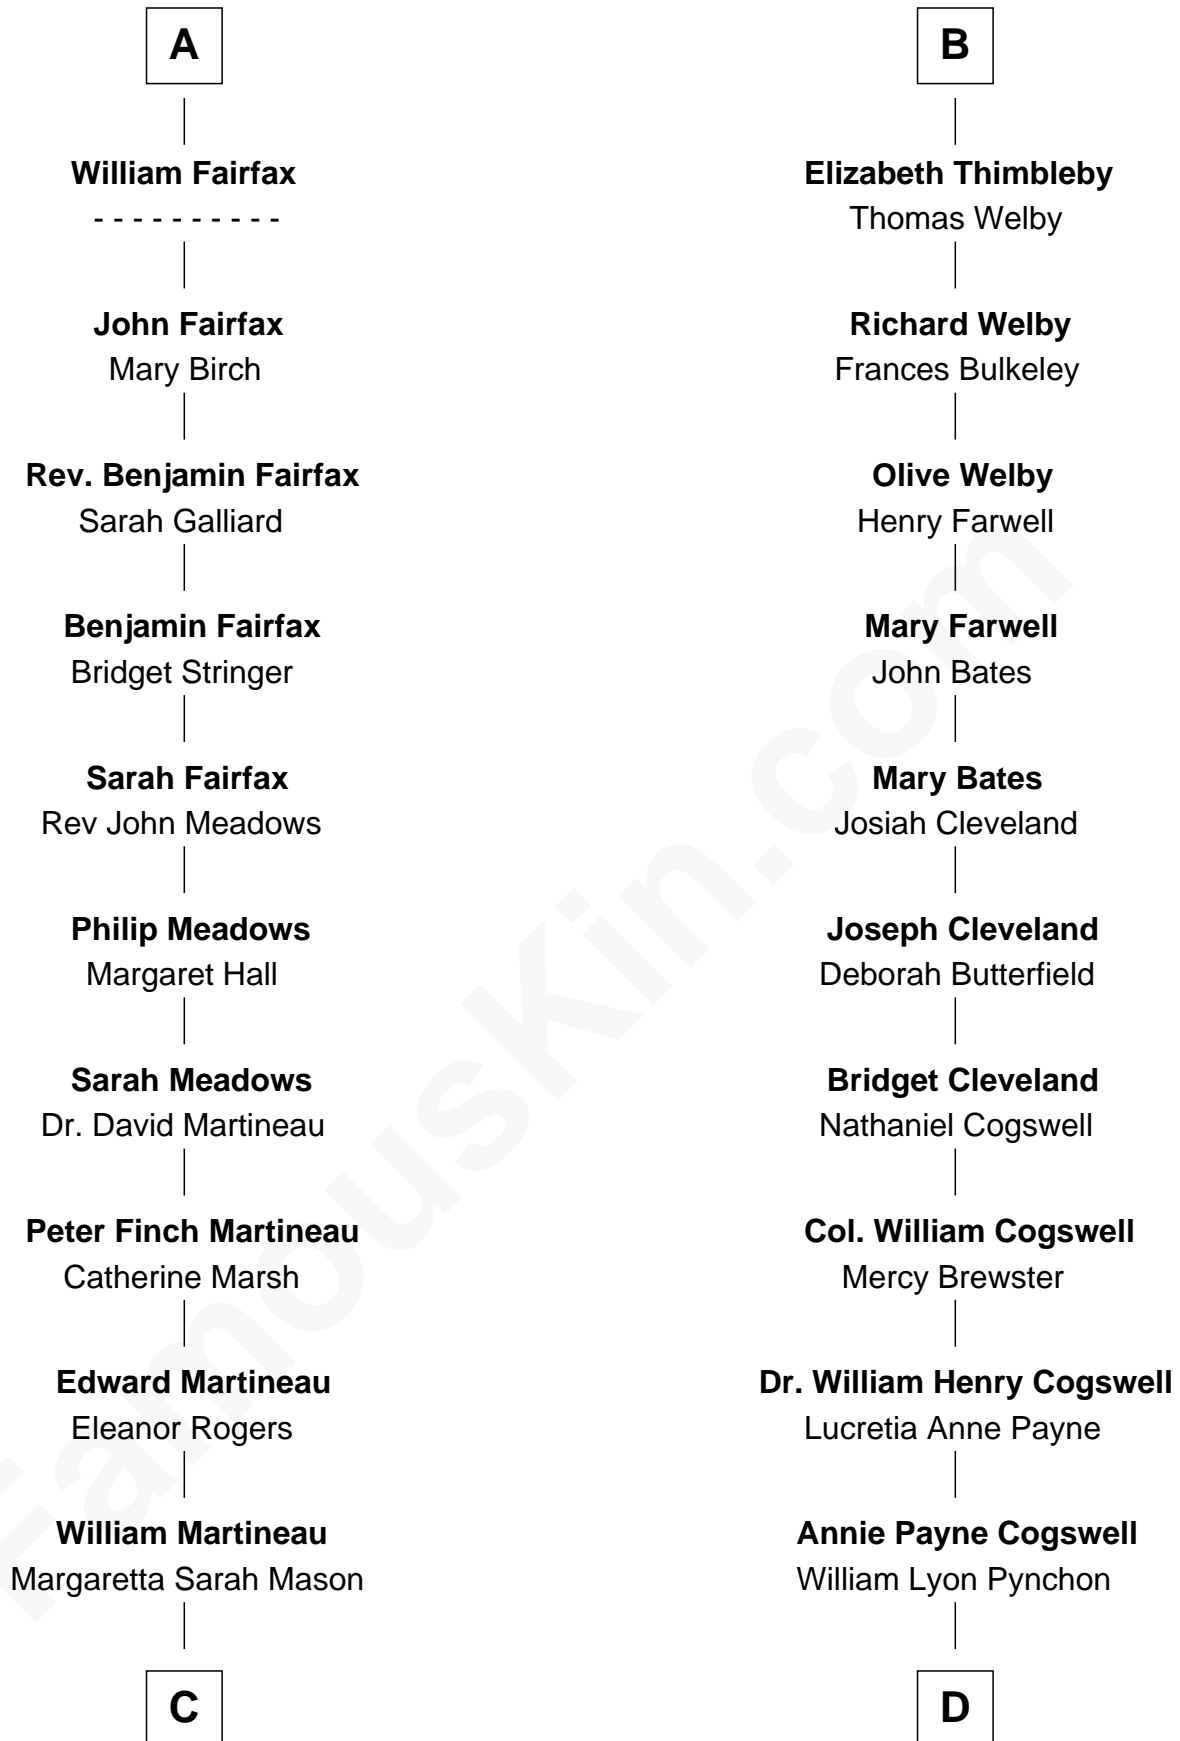 A
William Fairfax
- - - - - - - - - -
John Fairfax
Mary Birch
Rev. Benjamin Fairfax
Sarah Galliard
Benjamin Fairfax
Bridget Stringer
Sarah Fairfax
Rev John Meadows
Philip Meadows
Margaret Hall
Sarah Meadows
Dr. David Martineau
Peter Finch Martineau
Catherine Marsh
Edward Martineau
Eleanor Rogers
William Martineau
Margaretta Sarah Mason
C
B
Elizabeth Thimbleby
Thomas Welby
Richard Welby
Frances Bulkeley
Olive Welby
Henry Farwell
Mary Farwell
John Bates
Mary Bates
Josiah Cleveland
Joseph Cleveland
Deborah Butterfield
Bridget Cleveland
Nathaniel Cogswell
Col. William Cogswell
Mercy Brewster
Dr. William Henry Cogswell
Lucretia Anne Payne
Annie Payne Cogswell
William Lyon Pynchon
D
FamousKin.com